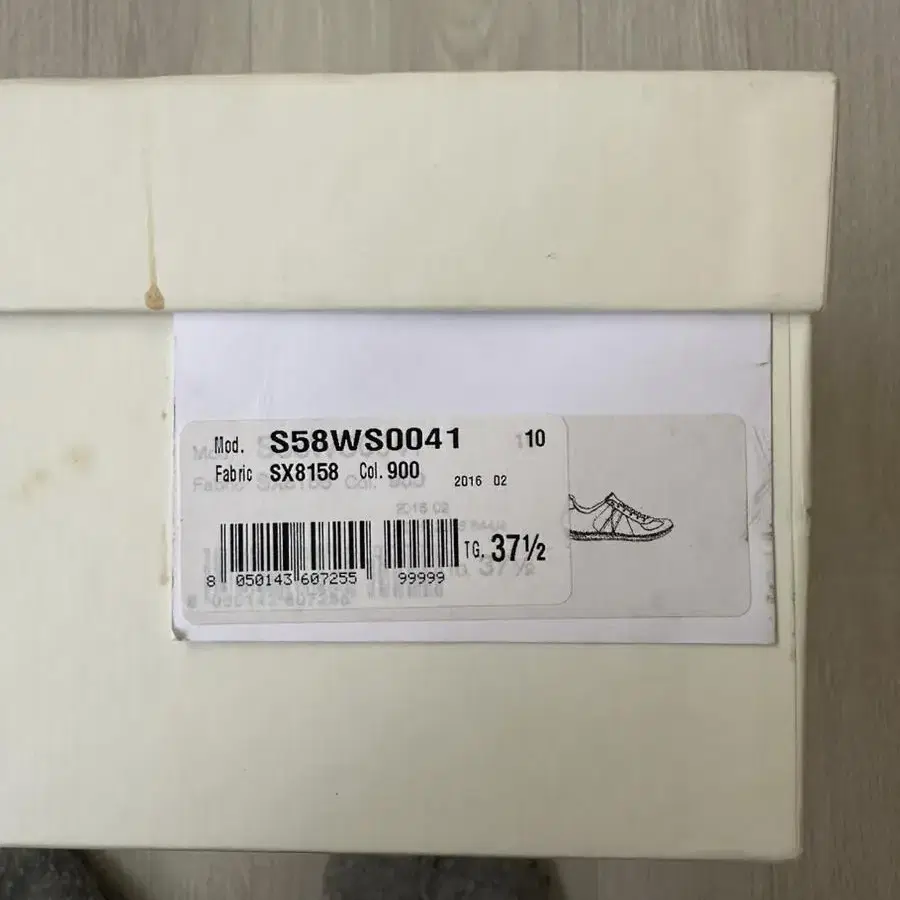 Mod. S58WS0041 10
Fabric SX8158 Col. 900 2016 02
TG. 37½
8 050143 607255 99999